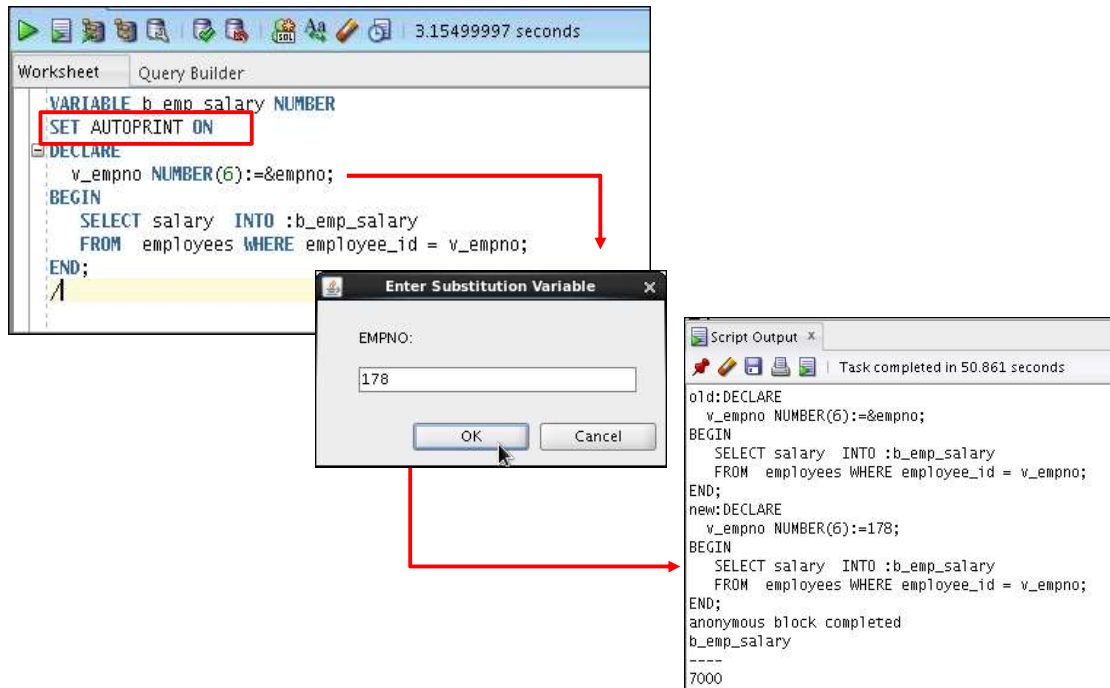 3.15499997 seconds
Worksheet Query Builder
VARIABLE b_emp_salary NUMBER
SET AUTOPRINT ON
DECLARE
v_empno NUMBER(6):=&empno;
BEGIN
SELECT salary INTO :b_emp_salary
FROM employees WHERE employee_id = v_empno;
END;
/
Enter Substitution Variable
EMPNO:
178
OK Cancel
Script Output x
Task completed in 50.861 seconds
old:DECLARE
v_empno NUMBER(6):=&empno;
BEGIN
SELECT salary INTO :b_emp_salary
FROM employees WHERE employee_id = v_empno;
END;
new:DECLARE
v_empno NUMBER(6):=178;
BEGIN
SELECT salary INTO :b_emp_salary
FROM employees WHERE employee_id = v_empno;
END;
anonymous block completed
b_emp_salary
----
7000